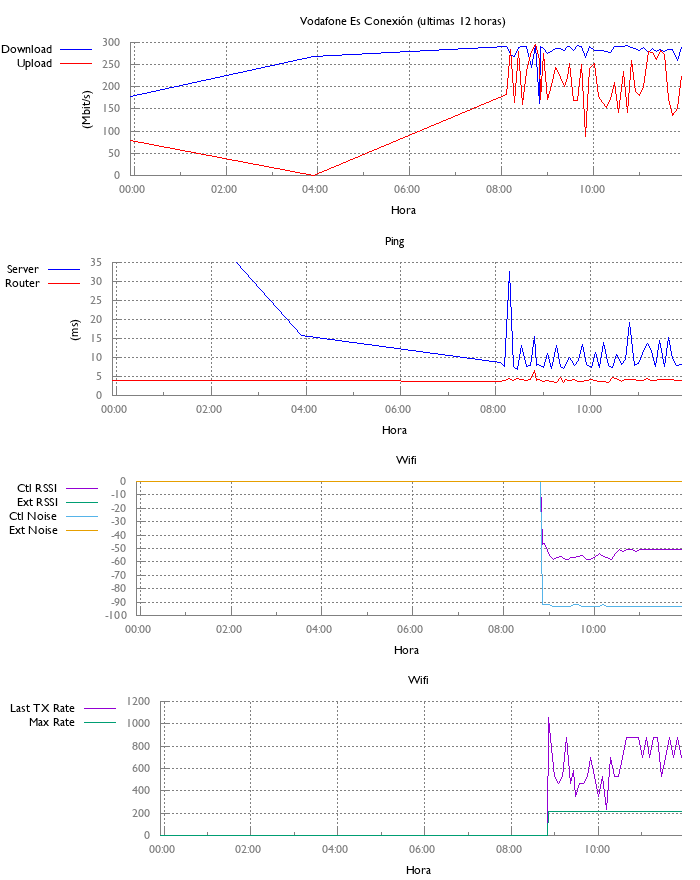 Vodafone Es Conexión (ultimas 12 horas)
Download
Upload
300
250
200
150
100
50
0
(Mbit/s)
00:00 02:00 04:00 06:00 08:00 10:00
Hora
Ping
Server
Router
35
30
25
20
15
10
5
0
(ms)
00:00 02:00 04:00 06:00 08:00 10:00
Hora
Wifi
Ctl RSSI
Ext RSSI
Ctl Noise
Ext Noise
0
-10
-20
-30
-40
-50
-60
-70
-80
-90
-100
00:00 02:00 04:00 06:00 08:00 10:00
Hora
Wifi
Last TX Rate
Max Rate
1200
1000
800
600
400
200
0
00:00 02:00 04:00 06:00 08:00 10:00
Hora